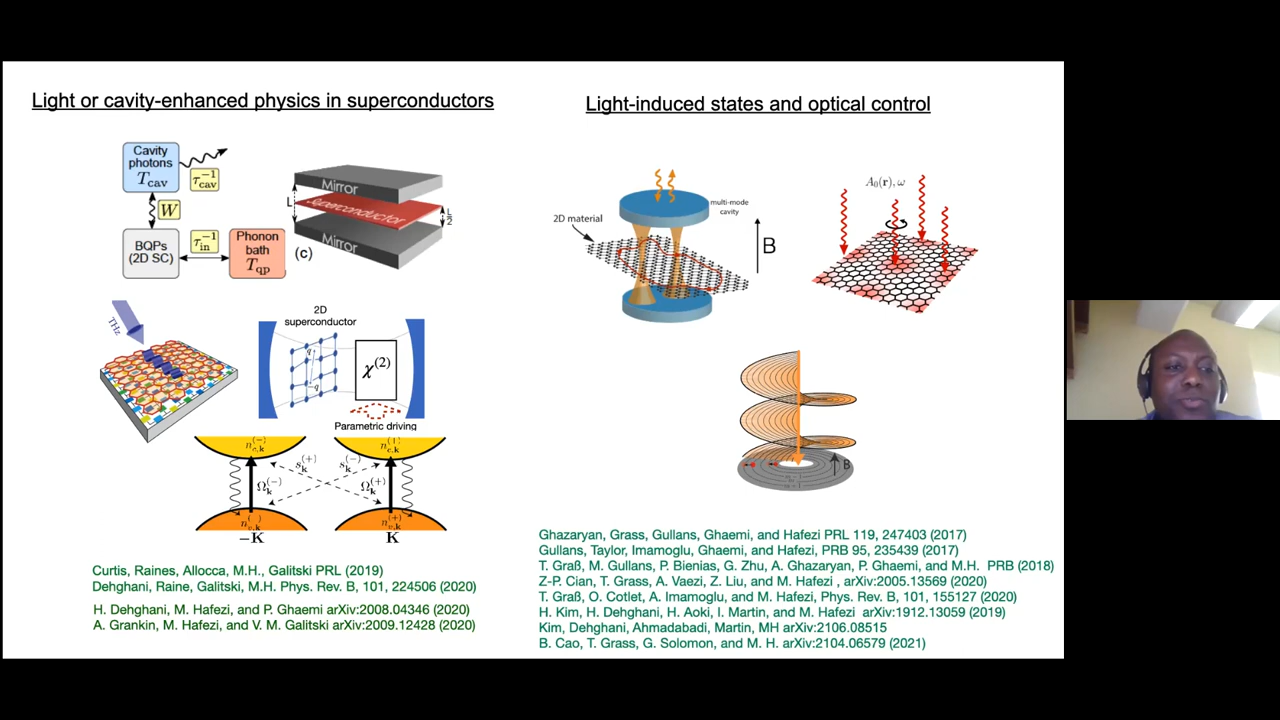 Light or cavity-enhanced physics in superconductors
Cavity
photons
T_cav
τ_cav^{-1}
W
BQPs
(2D SC)
τ_in^{-1}
Phonon
bath
T_qp
(c)
L
Mirror
Superconductor
Mirror
L/2
THz
2D
superconductor
q
-q
χ^(2)
Parametric driving
n_{c,k}^(-)
s_k^(+)
s_k^(-)
Ω_k^(-)
Ω_k^(+)
n_{v,k}^(+)
-K
K
Curtis, Raines, Allocca, M.H., Galitski PRL (2019)
Dehghani, Raine, Galitski, M.H. Phys. Rev. B, 101, 224506 (2020)
H. Dehghani, M. Hafezi, and P. Ghaemi arXiv:2008.04346 (2020)
A. Grankin, M. Hafezi, and V. M. Galitski arXiv:2009.12428 (2020)
Light-induced states and optical control
2D material
multi-mode
cavity
B
A_0(r), ω
B
Ghazaryan, Grass, Gullans, Ghaemi, and Hafezi PRL 119, 247403 (2017)
Gullans, Taylor, Imamoglu, Ghaemi, and Hafezi, PRB 95, 235439 (2017)
T. Graß, M. Gullans, P. Bienias, G. Zhu, A. Ghazaryan, P. Ghaemi, and M.H. PRB (2018)
Z-P. Cian, T. Grass, A. Vaezi, Z. Liu, and M. Hafezi , arXiv:2005.13569 (2020)
T. Graß, O. Cotlet, A. Imamoglu, and M. Hafezi, Phys. Rev. B, 101, 155127 (2020)
H. Kim, H. Dehghani, H. Aoki, I. Martin, and M. Hafezi arXiv:1912.13059 (2019)
Kim, Dehghani, Ahmadabadi, Martin, MH arXiv:2106.08515
B. Cao, T. Grass, G. Solomon, and M. H. arXiv:2104.06579 (2021)